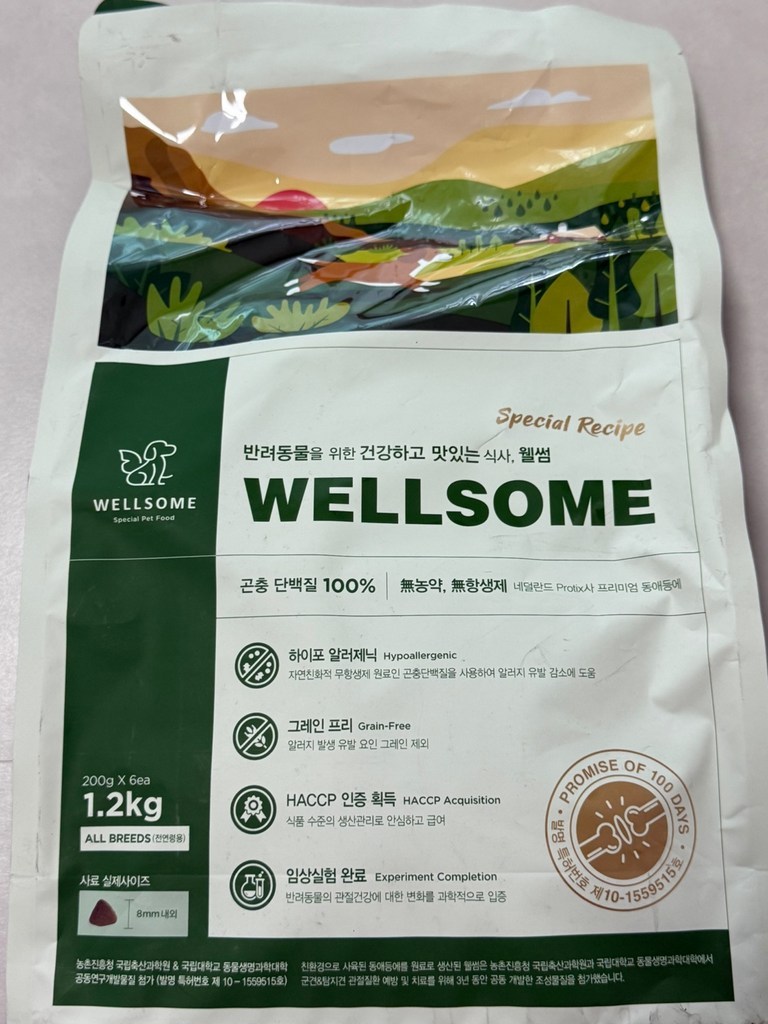 Special Recipe
반려동물을 위한 건강하고 맛있는 식사, 웰썸
WELLSOME
WELLSOME
Special Pet Food
곤충 단백질 100% 無농약, 無항생제 네덜란드 Protix사 프리미엄 동애등에
하이포 알러제닉 Hypoallergenic
자연친화적 무항생제 원료인 곤충단백질을 사용하여 알러지 유발 감소에 도움
그레인 프리 Grain-Free
알러지 발생 유발 요인 그레인 제외
HACCP 인증 획득 HACCP Acquisition
식품 수준의 생산관리로 안심하고 급여
임상실험 완료 Experiment Completion
반려동물의 관절건강에 대한 변화를 과학적으로 입증
200g X 6ea
1.2kg
ALL BREEDS (전연령용)
사료 실제사이즈
8mm 내외
PROMISE OF 100 DAYS
발명 특허번호 제10-1559515호
농촌진흥청 국립축산과학원 & 국립대학교 동물생명과학대학
공동연구개발물질 첨가 (발명 특허번호 제 10 – 1559515호)
친환경으로 사육된 동애등에를 원료로 생산된 웰썸은 농촌진흥청 국립축산과학원과 국립대학교 동물생명과학대학에서
군견&탐지견 관절질환 예방 및 치료를 위해 3년 동안 공동 개발한 조성물질을 첨가했습니다.